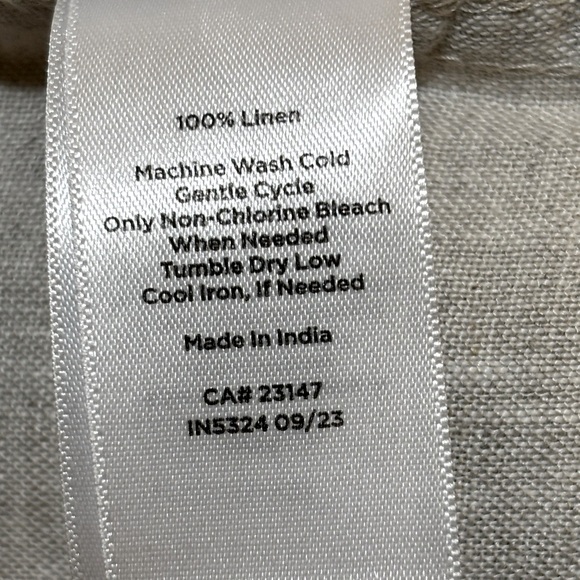 100% Linen
Machine Wash Cold
Gentle Cycle
Only Non-Chlorine Bleach
When Needed
Tumble Dry Low
Cool Iron, If Needed
Made In India
CA# 23147
IN5324 09/23